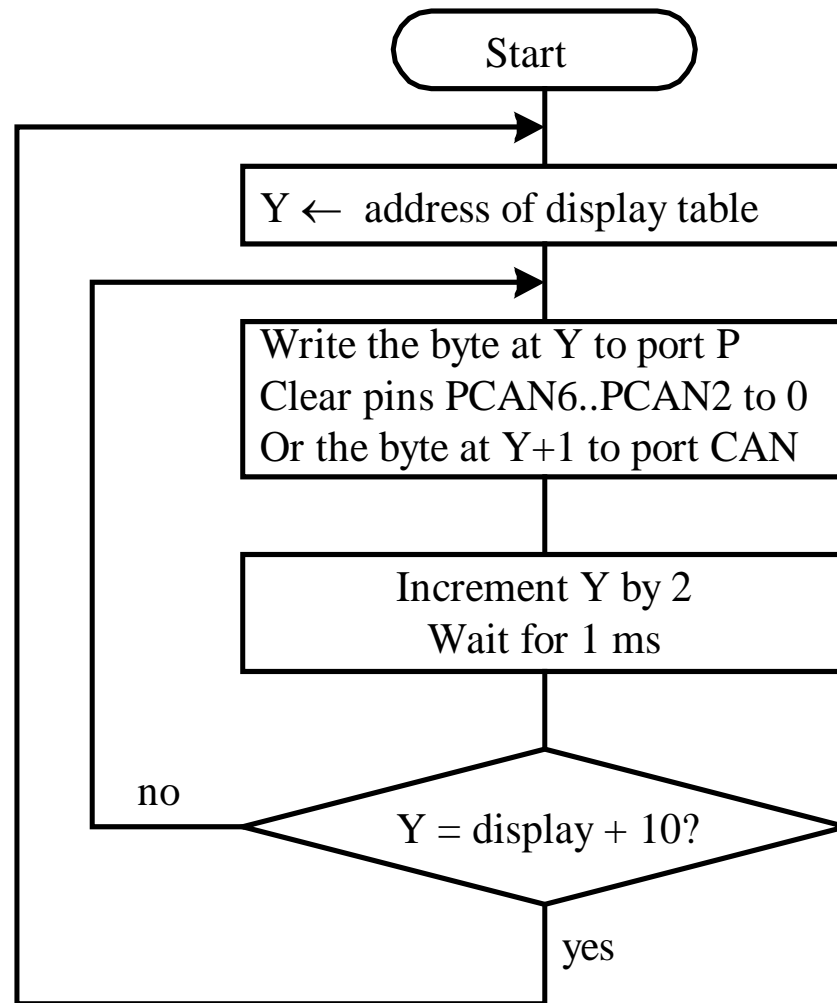 Start
Y ← address of display table
Write the byte at Y to port P
Clear pins PCAN6..PCAN2 to 0
Or the byte at Y+1 to port CAN
Increment Y by 2
Wait for 1 ms
no
Y = display + 10?
yes